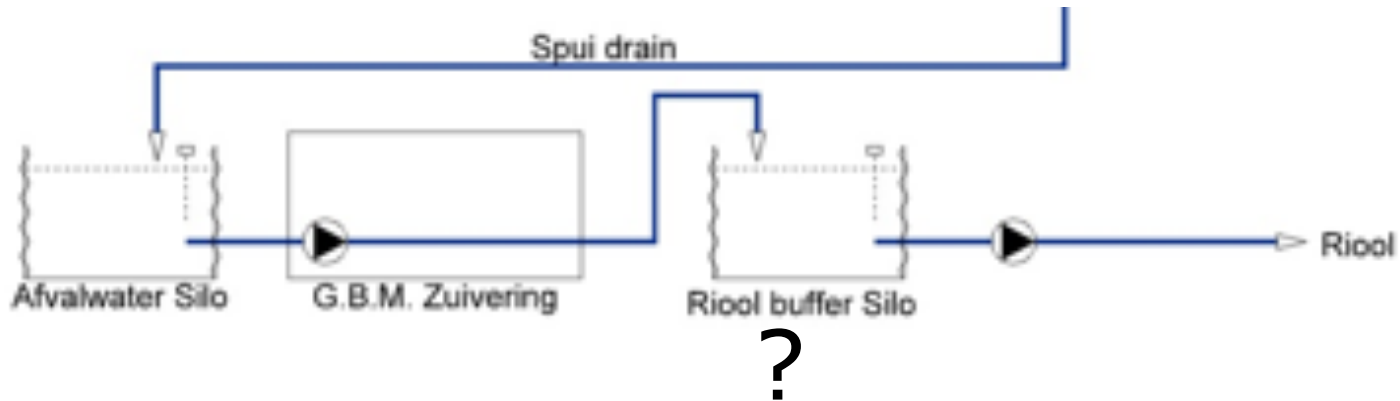 Spui drain
Afvalwater Silo
G.B.M. Zuivering
Riool buffer Silo
Riool
?